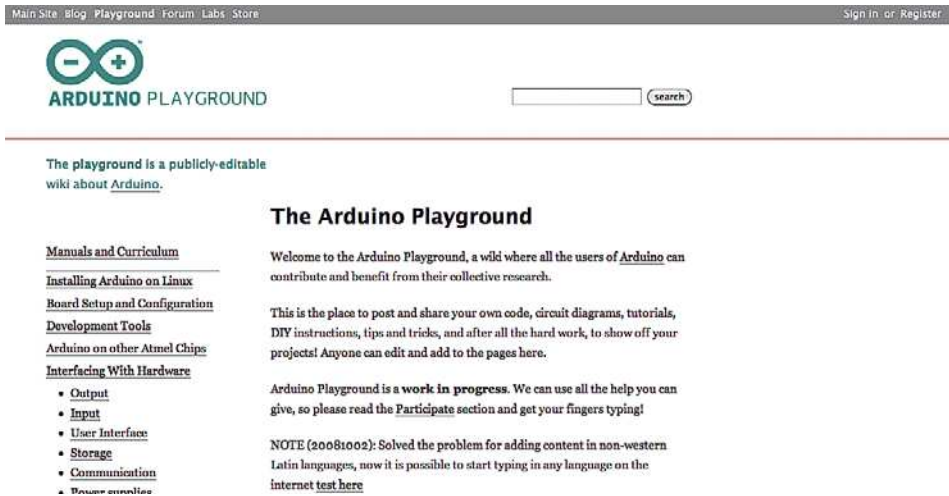 Main Site Blog Playground Forum Labs Store
Sign in or Register
ARDUINO PLAYGROUND
search
The playground is a publicly-editable
wiki about Arduino.
Manuals and Curriculum
Installing Arduino on Linux
Board Setup and Configuration
Development Tools
Arduino on other Atmel Chips
Interfacing With Hardware
• Output
• Input
• User Interface
• Storage
• Communication
• Power supplies
The Arduino Playground
Welcome to the Arduino Playground, a wiki where all the users of Arduino can
contribute and benefit from their collective research.
This is the place to post and share your own code, circuit diagrams, tutorials,
DIY instructions, tips and tricks, and after all the hard work, to show off your
projects! Anyone can edit and add to the pages here.
Arduino Playground is a work in progress. We can use all the help you can
give, so please read the Participate section and get your fingers typing!
NOTE (20081002): Solved the problem for adding content in non-western
Latin languages, now it is possible to start typing in any language on the
internet test here